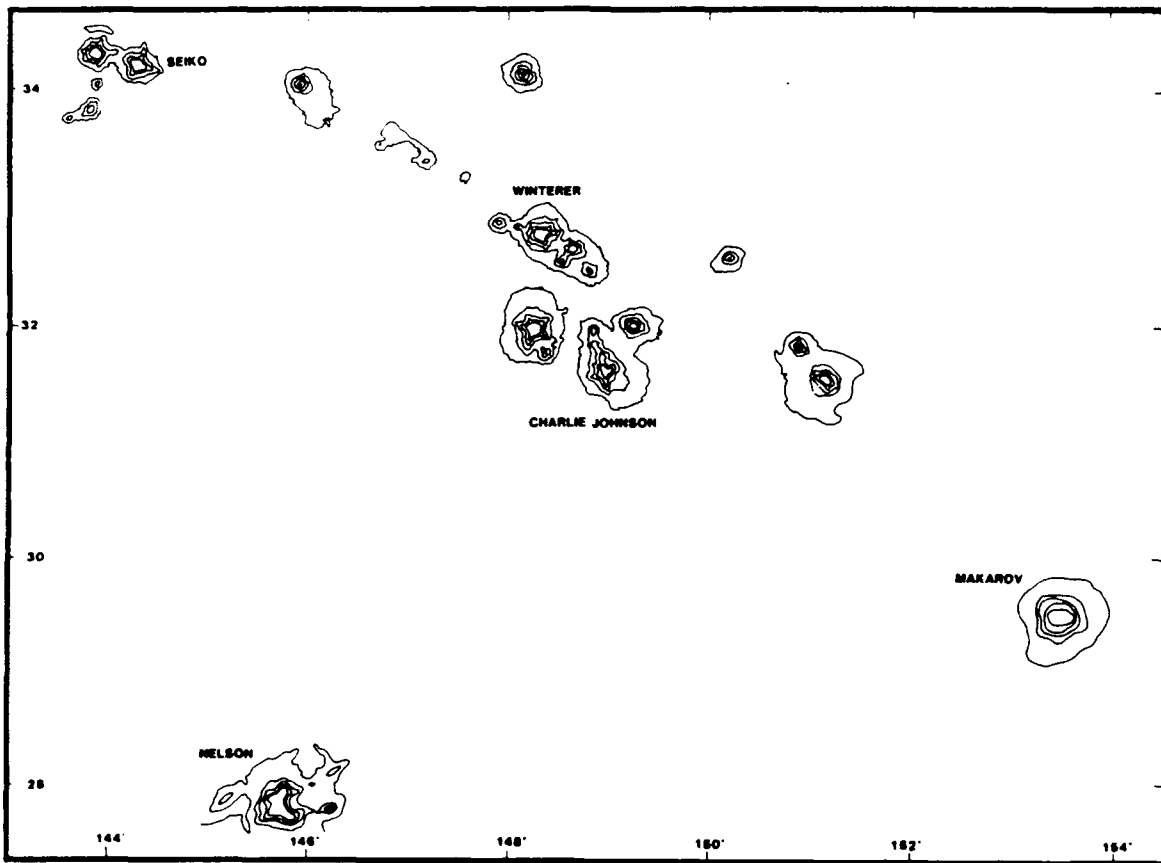 SEIKO
34
WINTERER
32
CHARLIE JOHNSON
30
MAKAROV
NELSON
28
144° 146° 148° 150° 152° 154°